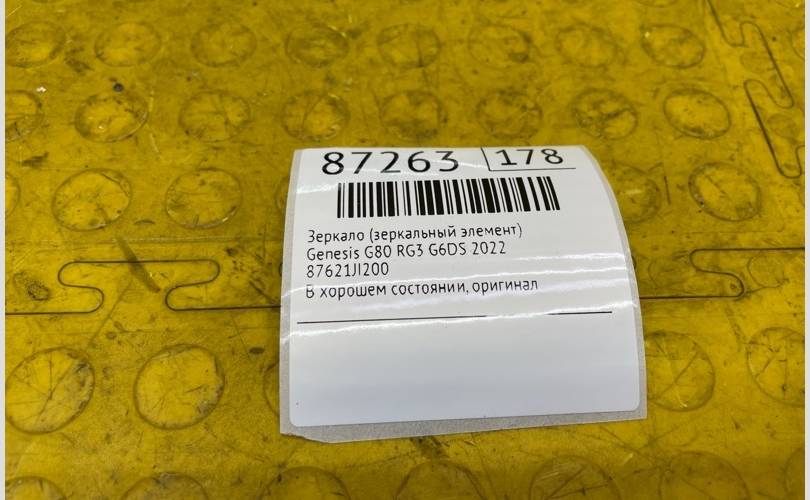 87263 178
Зеркало (зеркальный элемент)
Genesis G80 RG3 G6DS 2022
87621JI200
В хорошем состоянии, оригинал